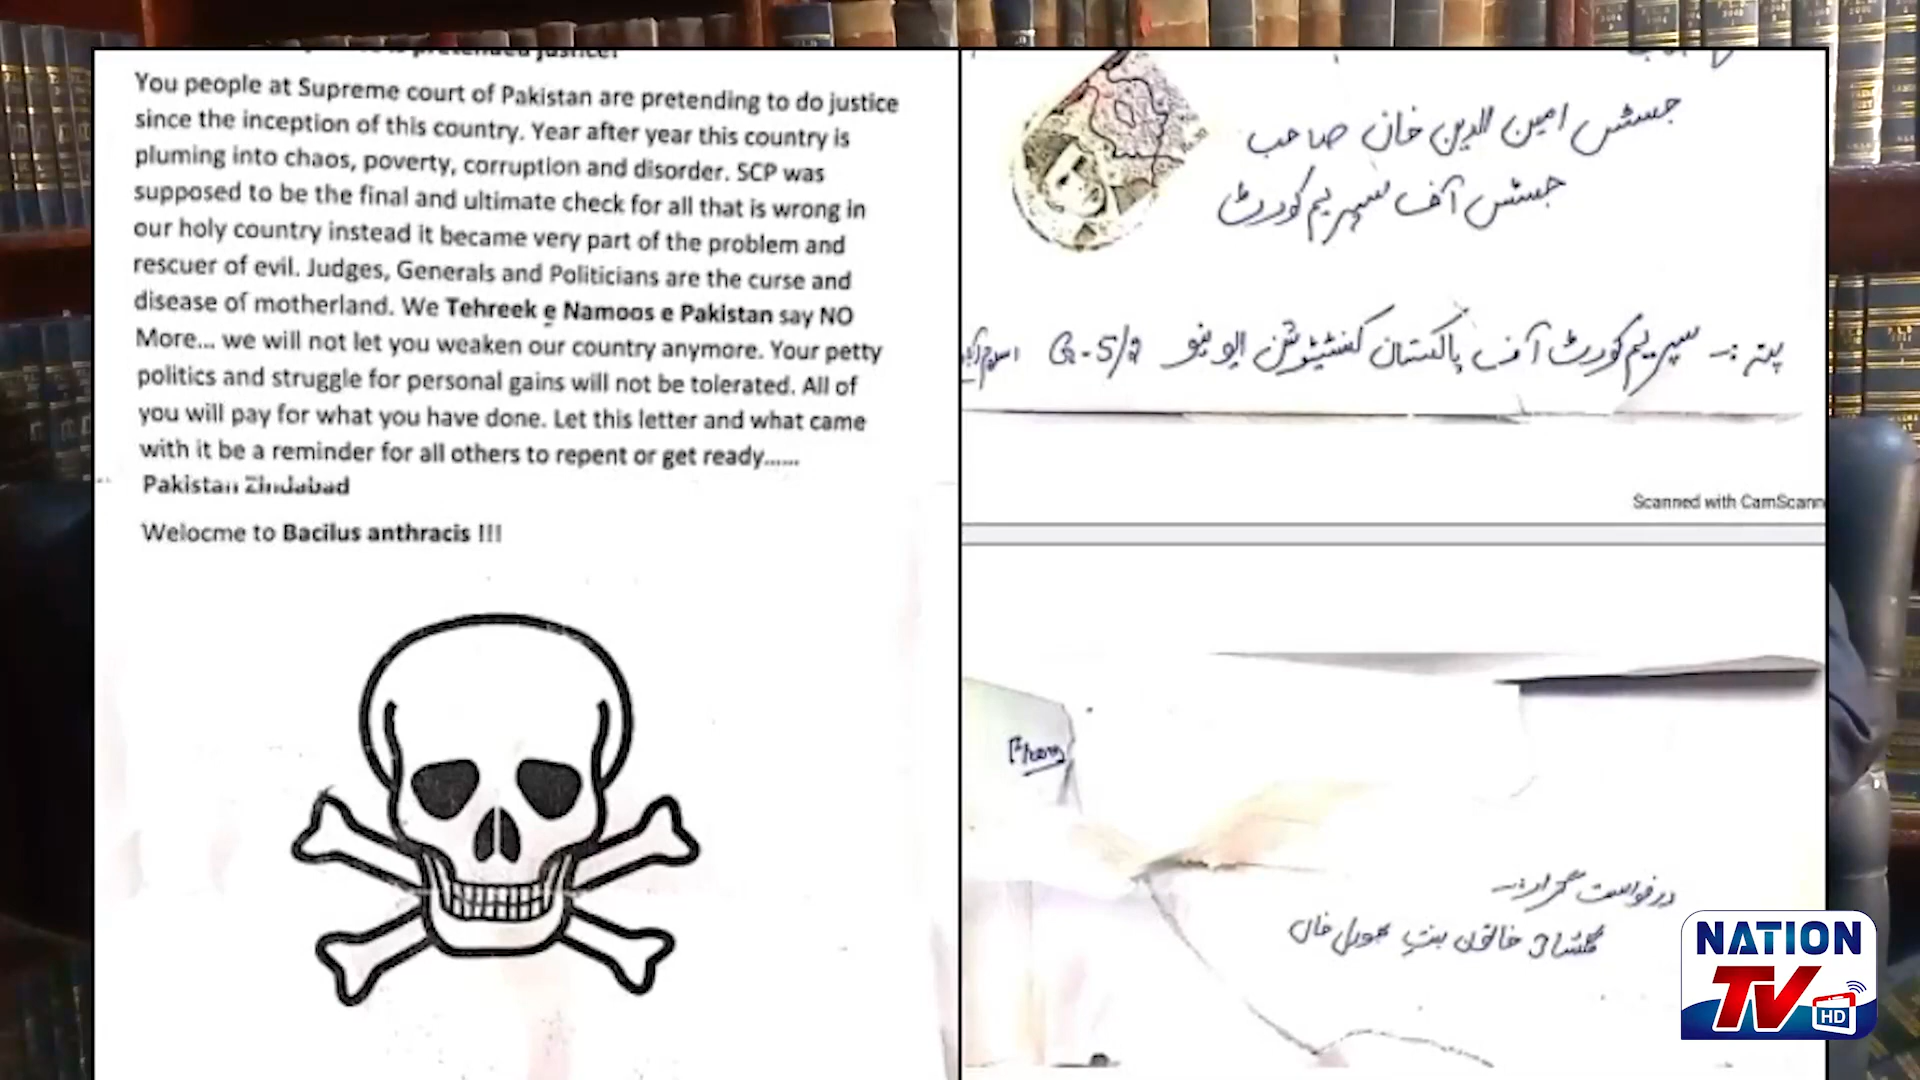 pretended justice?
You people at Supreme court of Pakistan are pretending to do justice
since the inception of this country. Year after year this country is
pluming into chaos, poverty, corruption and disorder. SCP was
supposed to be the final and ultimate check for all that is wrong in
our holy country instead it became very part of the problem and
rescuer of evil. Judges, Generals and Politicians are the curse and
disease of motherland. We Tehreek e Namoos e Pakistan say NO
More... we will not let you weaken our country anymore. Your petty
politics and struggle for personal gains will not be tolerated. All of
you will pay for what you have done. Let this letter and what came
with it be a reminder for all others to repent or get ready......
Pakistan Zindabad
Welocme to Bacilus anthracis !!!
جسٹس امین الدین خان صاحب
جسٹس آف سپریم کورٹ
پتہ :- سپریم کورٹ آف پاکستان کنسٹیٹوشن ایونیو G-5/2 اسلام آباد
Scanned with CamScann
From
درخواست گزار :-
گلشاد خاتون بنت
NATION
TV
HD